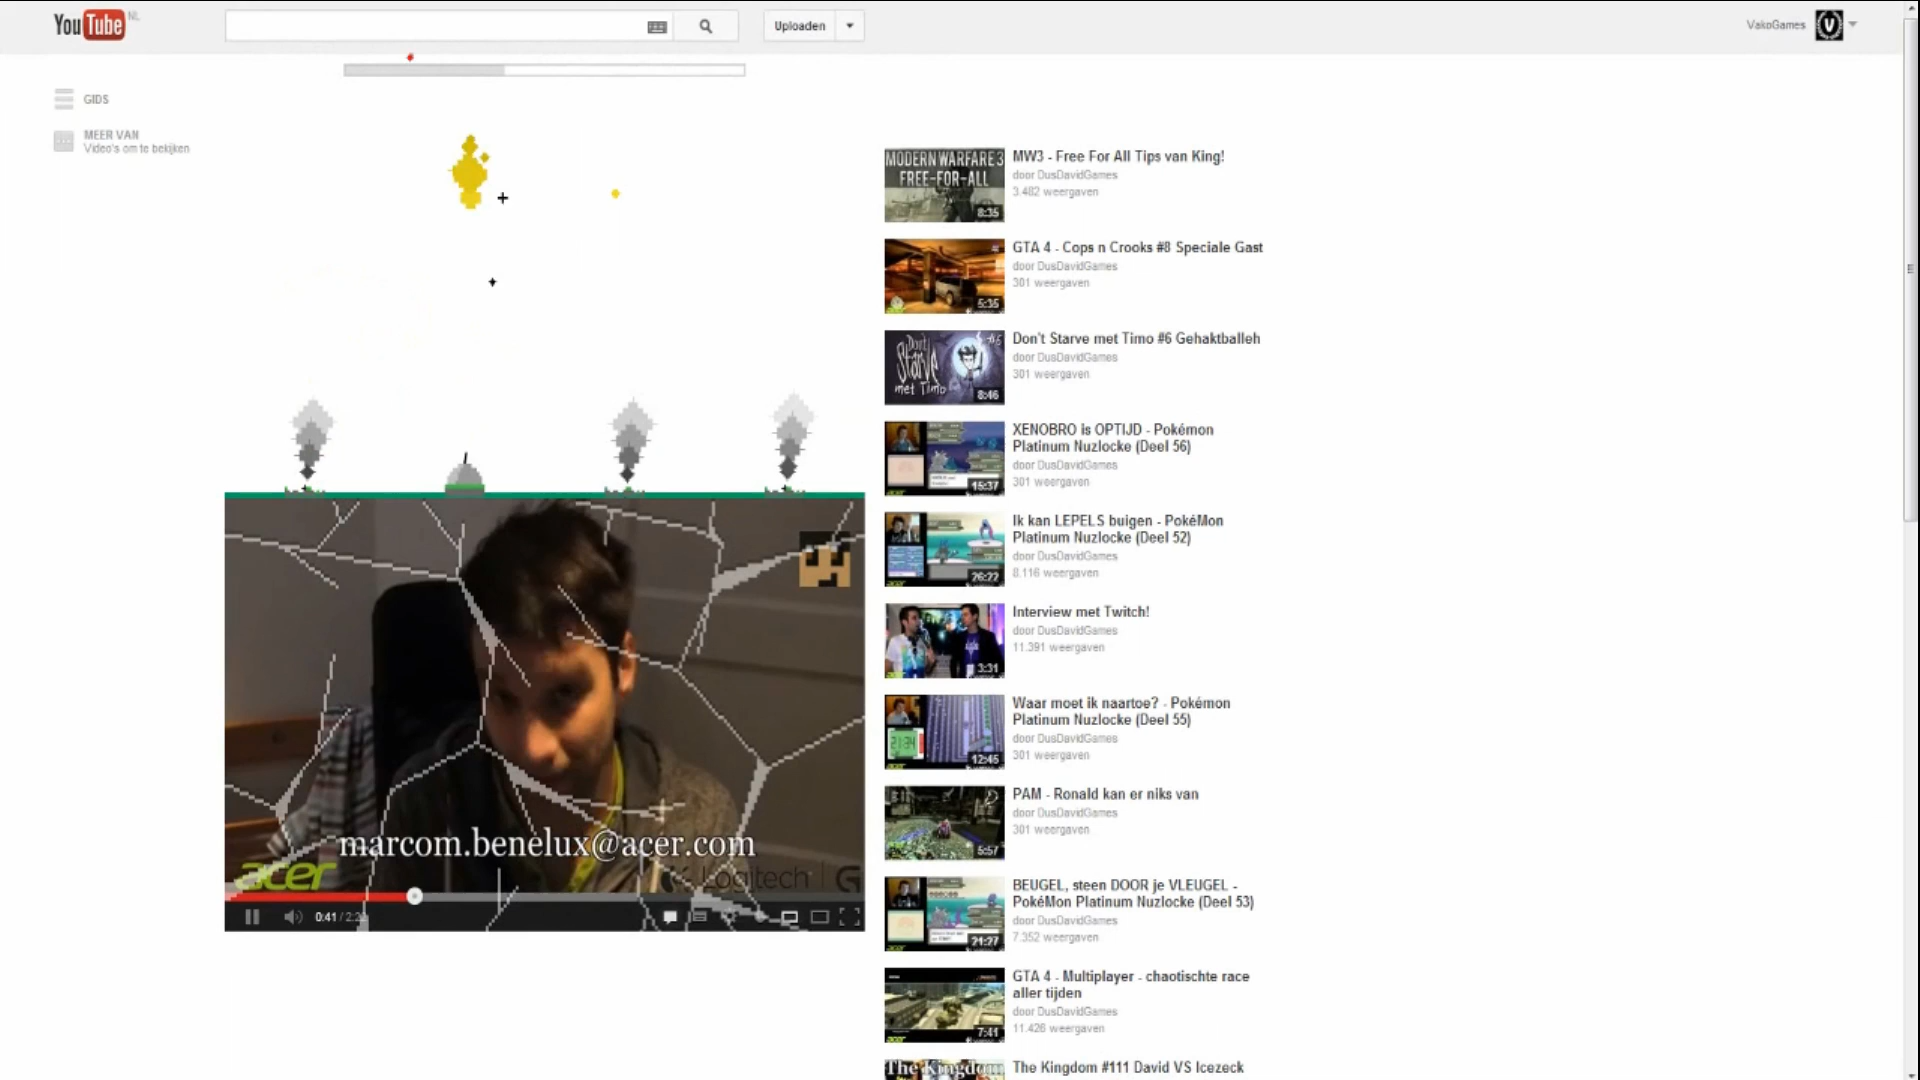 YouTube NL
Uploaden
VakoGames
GIDS
MEER VAN
Video's om te bekijken
MODERN WARFARE 3
FREE-FOR-ALL
8:35
MW3 - Free For All Tips van King!
door DusDavidGames
3.482 weergaven
5:35
GTA 4 - Cops n Crooks #8 Speciale Gast
door DusDavidGames
301 weergaven
Don't
Starve
met Timo
#6
8:46
Don't Starve met Timo #6 Gehaktballeh
door DusDavidGames
301 weergaven
15:37
XENOBRO is OPTIJD - Pokémon
Platinum Nuzlocke (Deel 56)
door DusDavidGames
301 weergaven
26:22
Ik kan LEPELS buigen - PokéMon
Platinum Nuzlocke (Deel 52)
door DusDavidGames
8.116 weergaven
3:31
Interview met Twitch!
door DusDavidGames
11.391 weergaven
21:34
12:45
Waar moet ik naartoe? - Pokémon
Platinum Nuzlocke (Deel 55)
door DusDavidGames
301 weergaven
5:57
PAM - Ronald kan er niks van
door DusDavidGames
301 weergaven
21:27
BEUGEL, steen DOOR je VLEUGEL -
PokéMon Platinum Nuzlocke (Deel 53)
door DusDavidGames
7.352 weergaven
7:41
GTA 4 - Multiplayer - chaotischte race
aller tijden
door DusDavidGames
11.426 weergaven
The Kingdom
The Kingdom #111 David VS Icezeck
marcom.benelux@acer.com
acer
Logitech
0:41